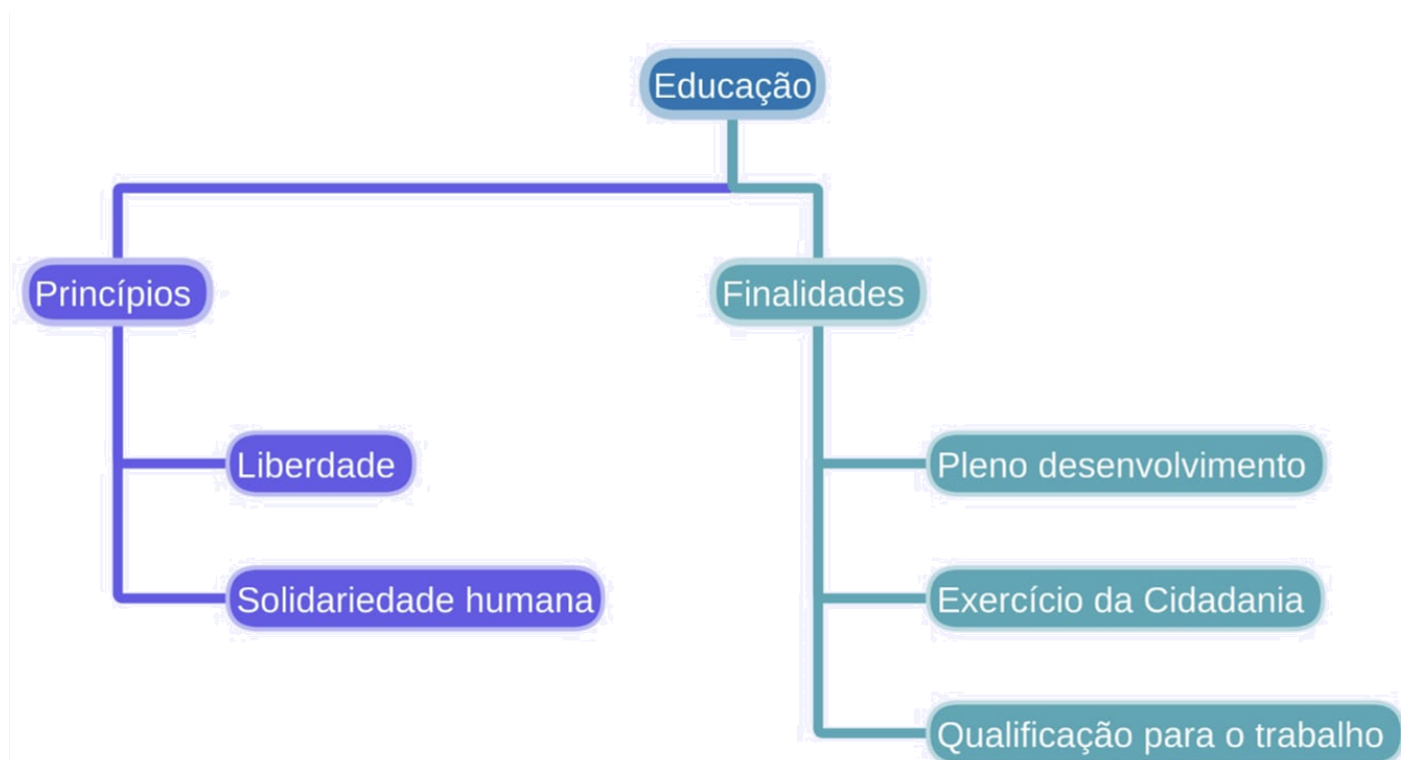 Educação
Princípios
Liberdade
Solidariedade humana
Finalidades
Pleno desenvolvimento
Exercício da Cidadania
Qualificação para o trabalho